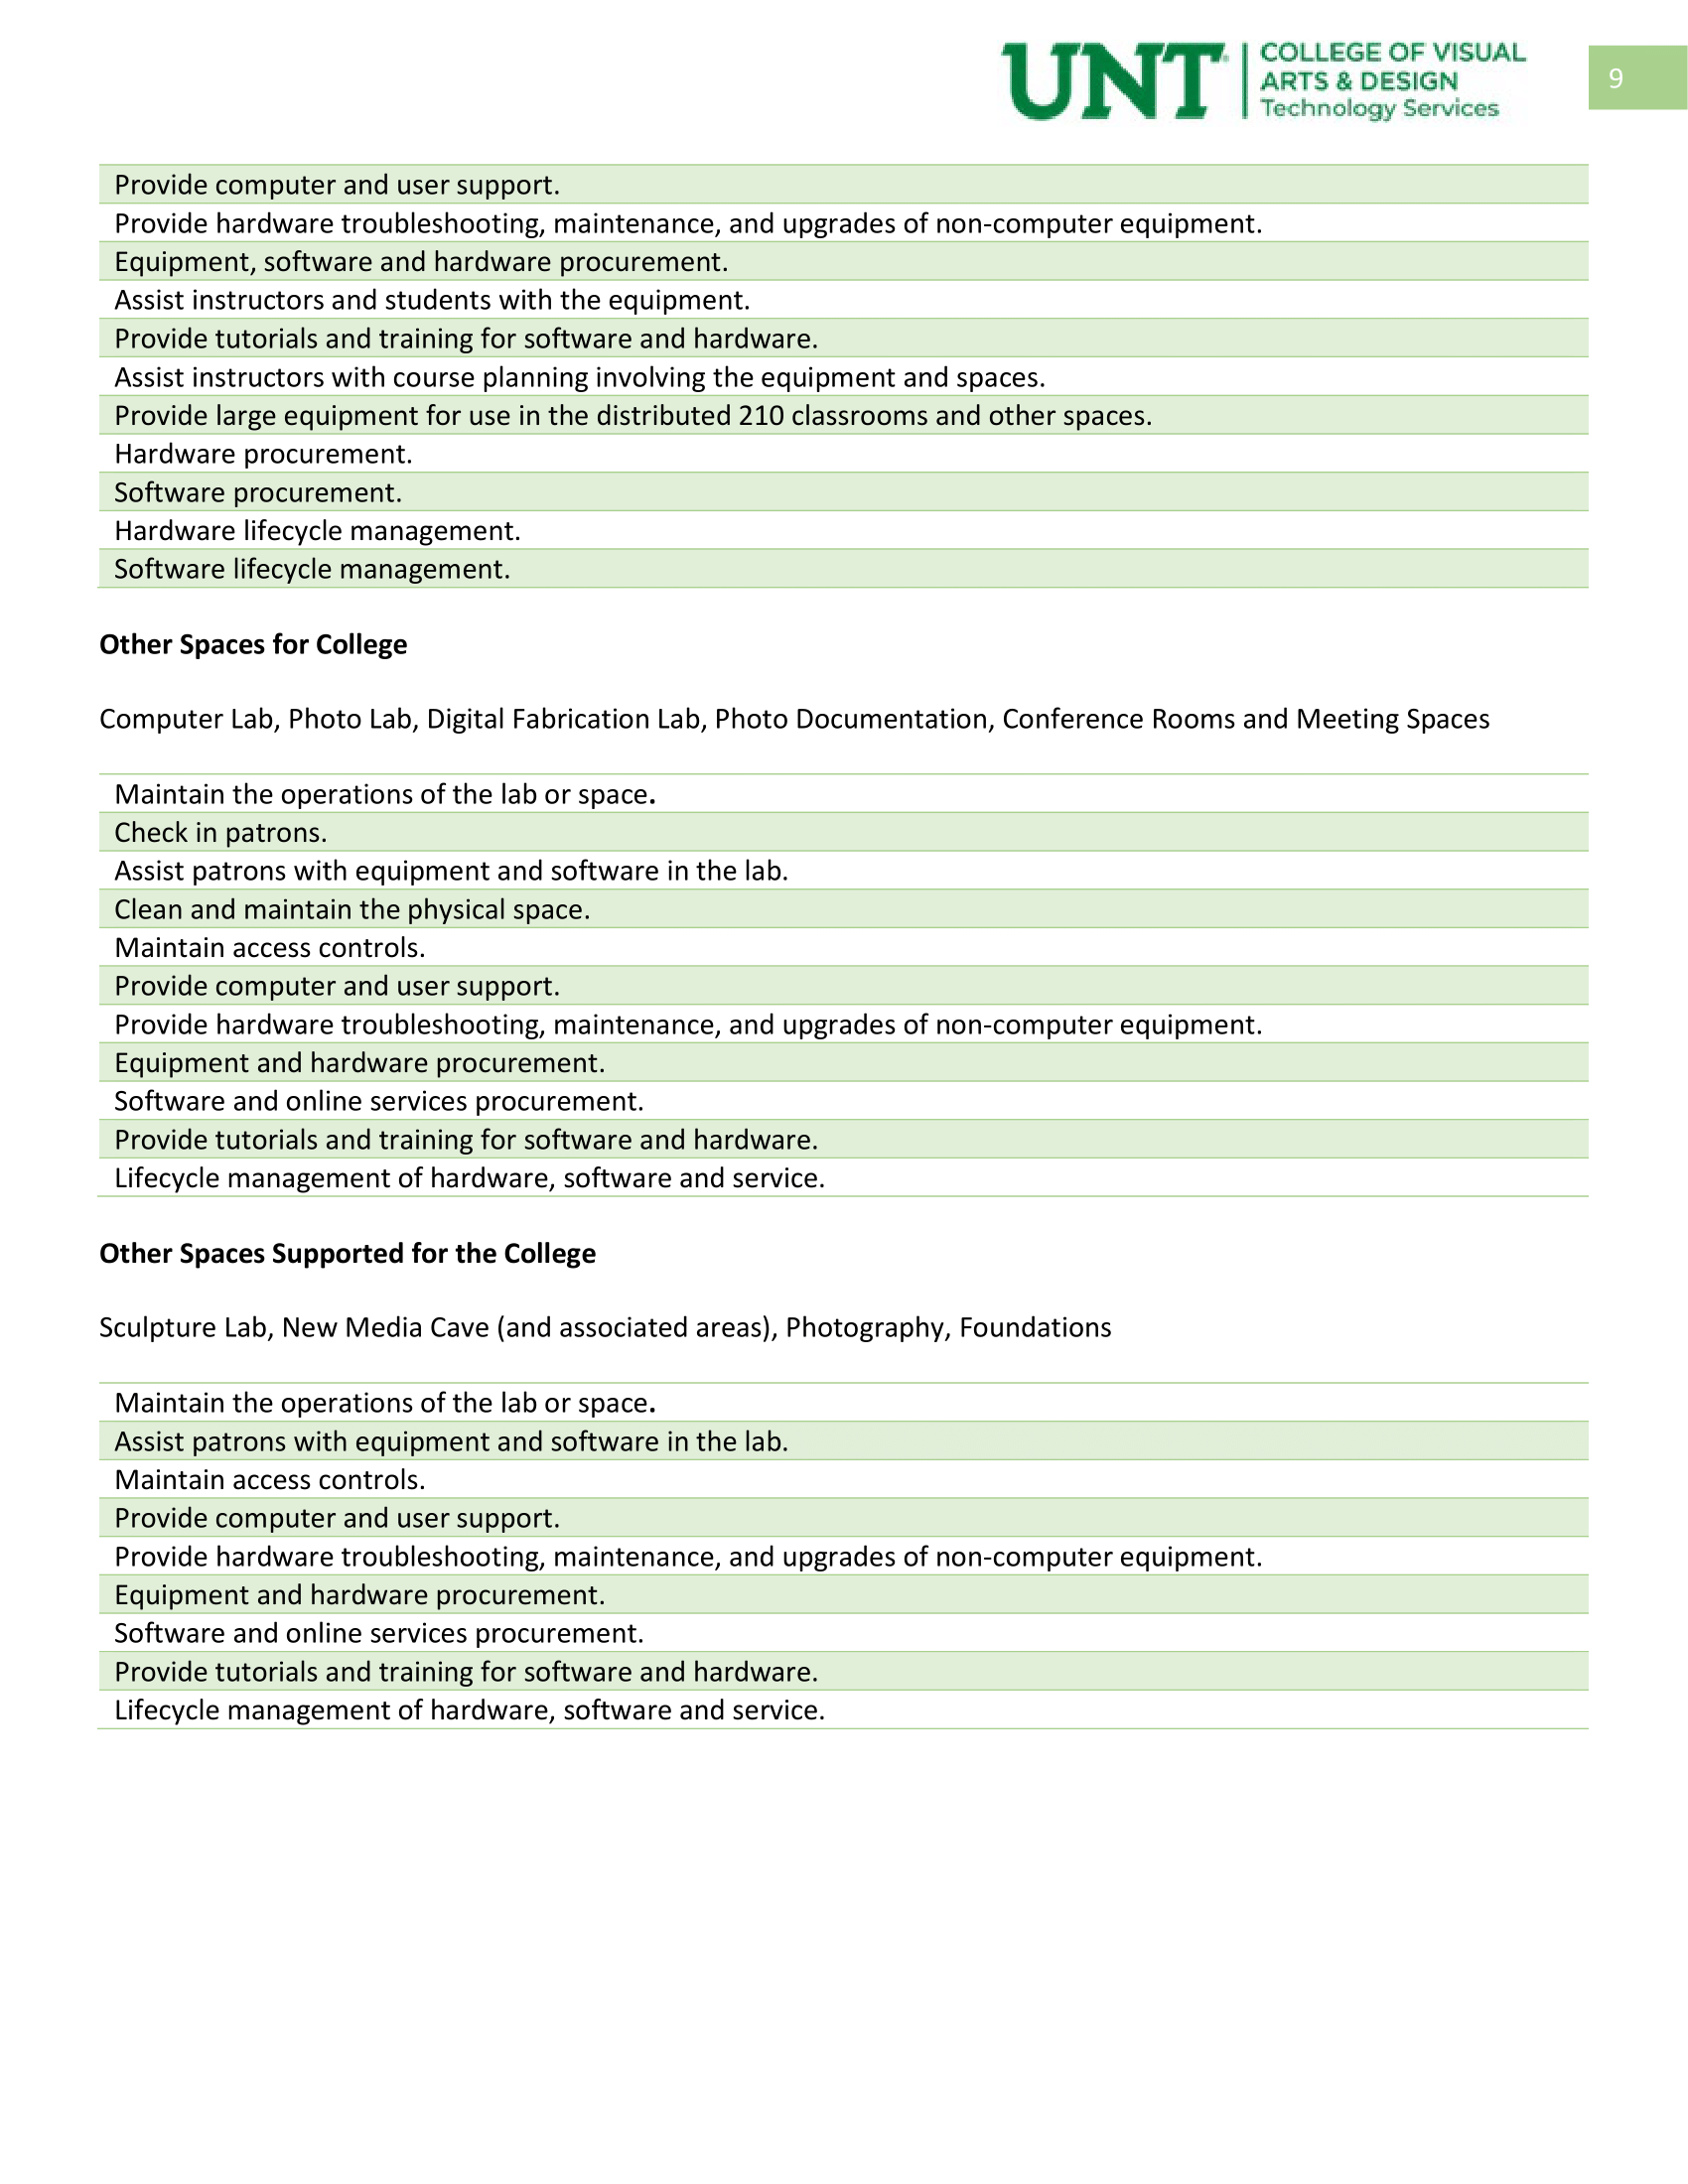 UNT
COLLEGE OF VISUAL
ARTS & DESIGN
Technology Services
9
Provide computer and user support.
Provide hardware troubleshooting, maintenance, and upgrades of non-computer equipment.
Equipment, software and hardware procurement.
Assist instructors and students with the equipment.
Provide tutorials and training for software and hardware.
Assist instructors with course planning involving the equipment and spaces.
Provide large equipment for use in the distributed 210 classrooms and other spaces.
Hardware procurement.
Software procurement.
Hardware lifecycle management.
Software lifecycle management.
Other Spaces for College
Computer Lab, Photo Lab, Digital Fabrication Lab, Photo Documentation, Conference Rooms and Meeting Spaces
Maintain the operations of the lab or space.
Check in patrons.
Assist patrons with equipment and software in the lab.
Clean and maintain the physical space.
Maintain access controls.
Provide computer and user support.
Provide hardware troubleshooting, maintenance, and upgrades of non-computer equipment.
Equipment and hardware procurement.
Software and online services procurement.
Provide tutorials and training for software and hardware.
Lifecycle management of hardware, software and service.
Other Spaces Supported for the College
Sculpture Lab, New Media Cave (and associated areas), Photography, Foundations
Maintain the operations of the lab or space.
Assist patrons with equipment and software in the lab.
Maintain access controls.
Provide computer and user support.
Provide hardware troubleshooting, maintenance, and upgrades of non-computer equipment.
Equipment and hardware procurement.
Software and online services procurement.
Provide tutorials and training for software and hardware.
Lifecycle management of hardware, software and service.